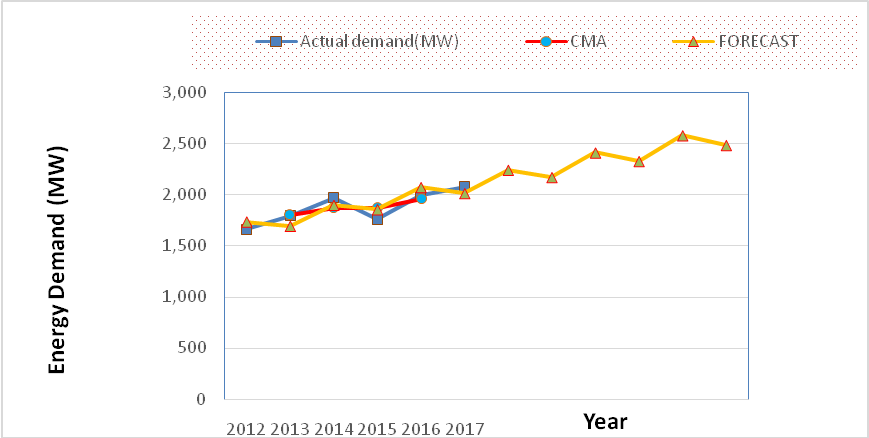 Actual demand(MW) CMA FORECAST
3,000
2,500
2,000
1,500
1,000
500
0
Energy Demand (MW)
2012 2013 2014 2015 2016 2017
Year